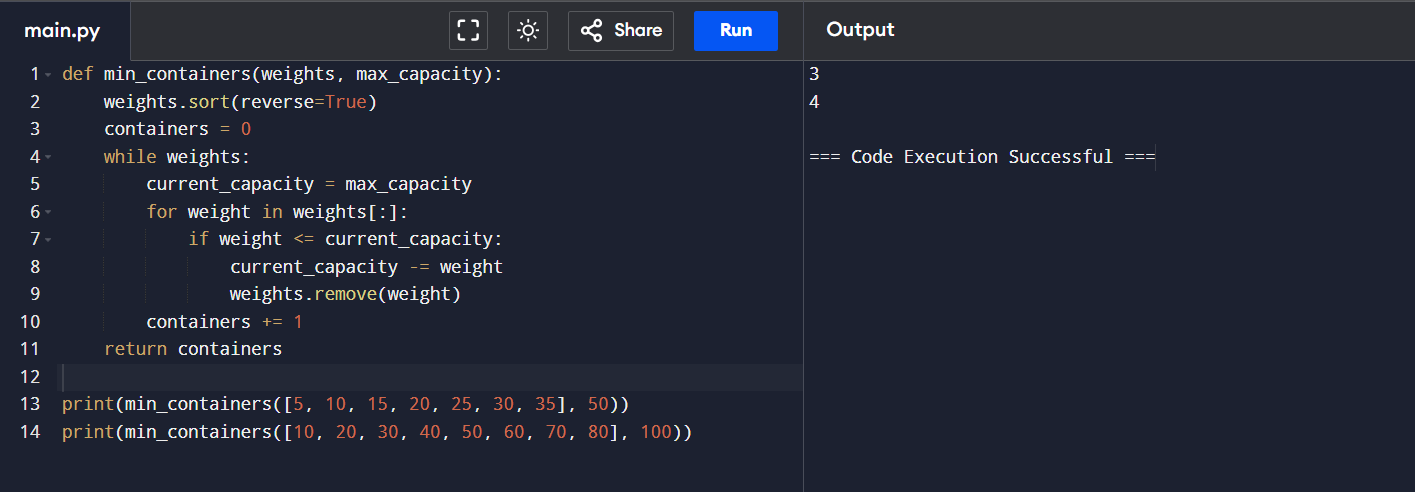 main.py
Share
Run
Output
1 def min_containers(weights, max_capacity):
2     weights.sort(reverse=True)
3     containers = 0
4     while weights:
5         current_capacity = max_capacity
6         for weight in weights[:]:
7             if weight <= current_capacity:
8                 current_capacity -= weight
9                 weights.remove(weight)
10         containers += 1
11     return containers
12
13 print(min_containers([5, 10, 15, 20, 25, 30, 35], 50))
14 print(min_containers([10, 20, 30, 40, 50, 60, 70, 80], 100))
3
4
=== Code Execution Successful ===